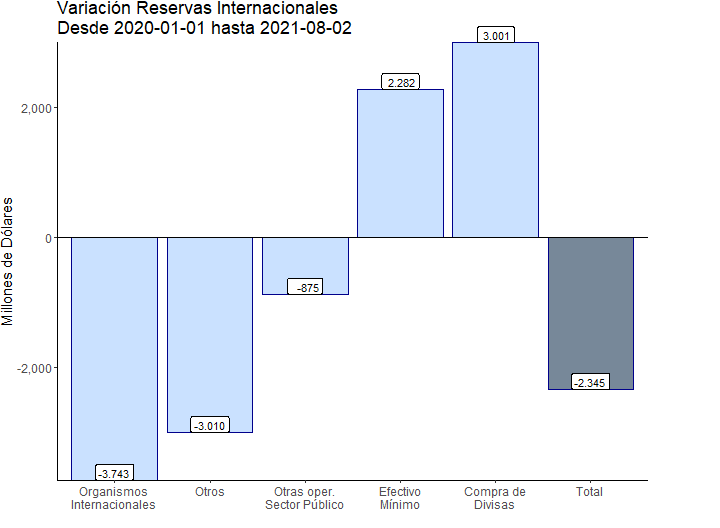 Variación Reservas Internacionales
Desde 2020-01-01 hasta 2021-08-02
Millones de Dólares
2,000
0
-2,000
-3.743
-3.010
-875
2.282
3.001
-2.345
Organismos
Internacionales
Otros
Otras oper.
Sector Público
Efectivo
Mínimo
Compra de
Divisas
Total